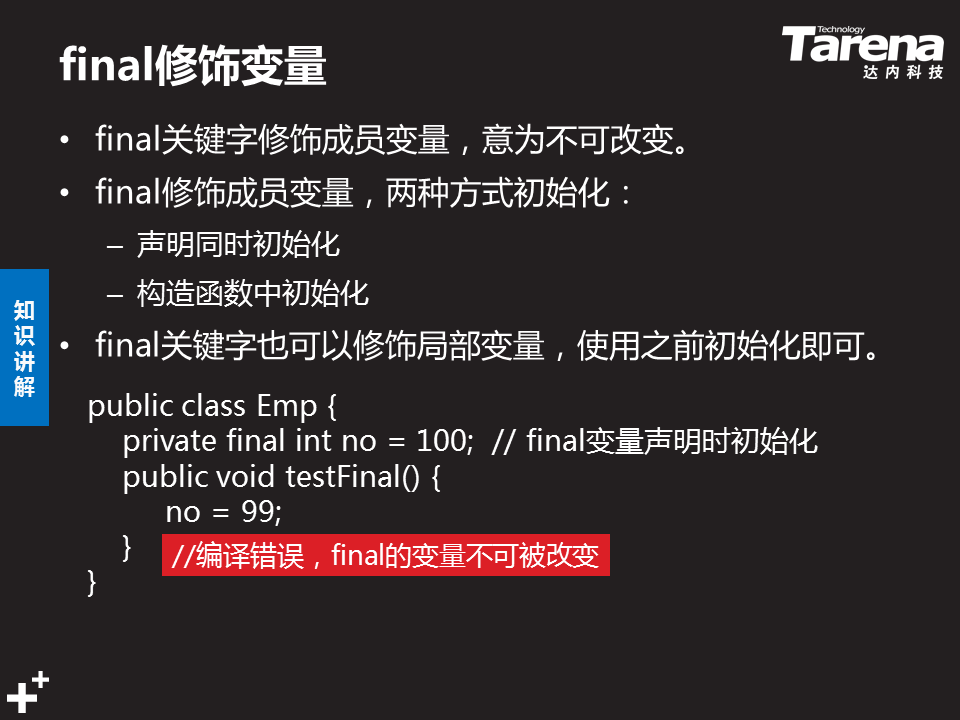 final修饰变量
Technology
Tarena
达内科技
• final关键字修饰成员变量，意为不可改变。
• final修饰成员变量，两种方式初始化：
– 声明同时初始化
– 构造函数中初始化
• final关键字也可以修饰局部变量，使用之前初始化即可。
知识讲解
public class Emp {
private final int no = 100; // final变量声明时初始化
public void testFinal() {
no = 99;
}
//编译错误，final的变量不可被改变
}